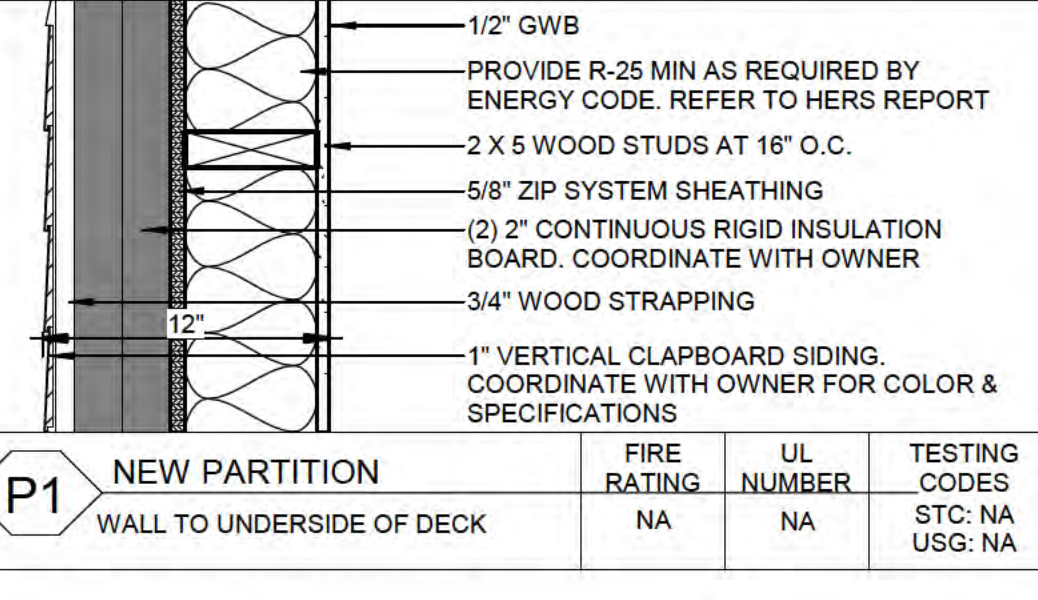 1/2" GWB
PROVIDE R-25 MIN AS REQUIRED BY
ENERGY CODE. REFER TO HERS REPORT
2 X 5 WOOD STUDS AT 16" O.C.
5/8" ZIP SYSTEM SHEATHING
(2) 2" CONTINUOUS RIGID INSULATION
BOARD. COORDINATE WITH OWNER
3/4" WOOD STRAPPING
12"
1" VERTICAL CLAPBOARD SIDING.
COORDINATE WITH OWNER FOR COLOR &
SPECIFICATIONS
P1
NEW PARTITION
WALL TO UNDERSIDE OF DECK
FIRE
RATING
NA
UL
NUMBER
NA
TESTING
CODES
STC: NA
USG: NA